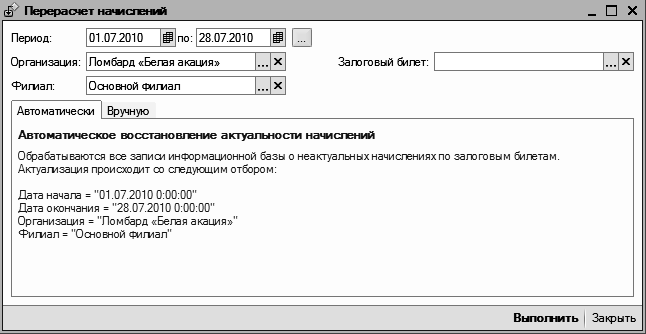 Перерасчет начислений
Период: 01.07.2010 по: 28.07.2010 ...
Организация: Ломбард «Белая акация» ... Залоговый билет: ...
Филиал: Основной филиал ...
Автоматически Вручную
Автоматическое восстановление актуальности начислений
Обрабатываются все записи информационной базы о неактуальных начислениях по залоговым билетам.
Актуализация происходит со следующим отбором:
Дата начала = "01.07.2010 0:00:00"
Дата окончания = "28.07.2010 0:00:00"
Организация = "Ломбард «Белая акация»"
Филиал = "Основной филиал"
Выполнить Закрыть